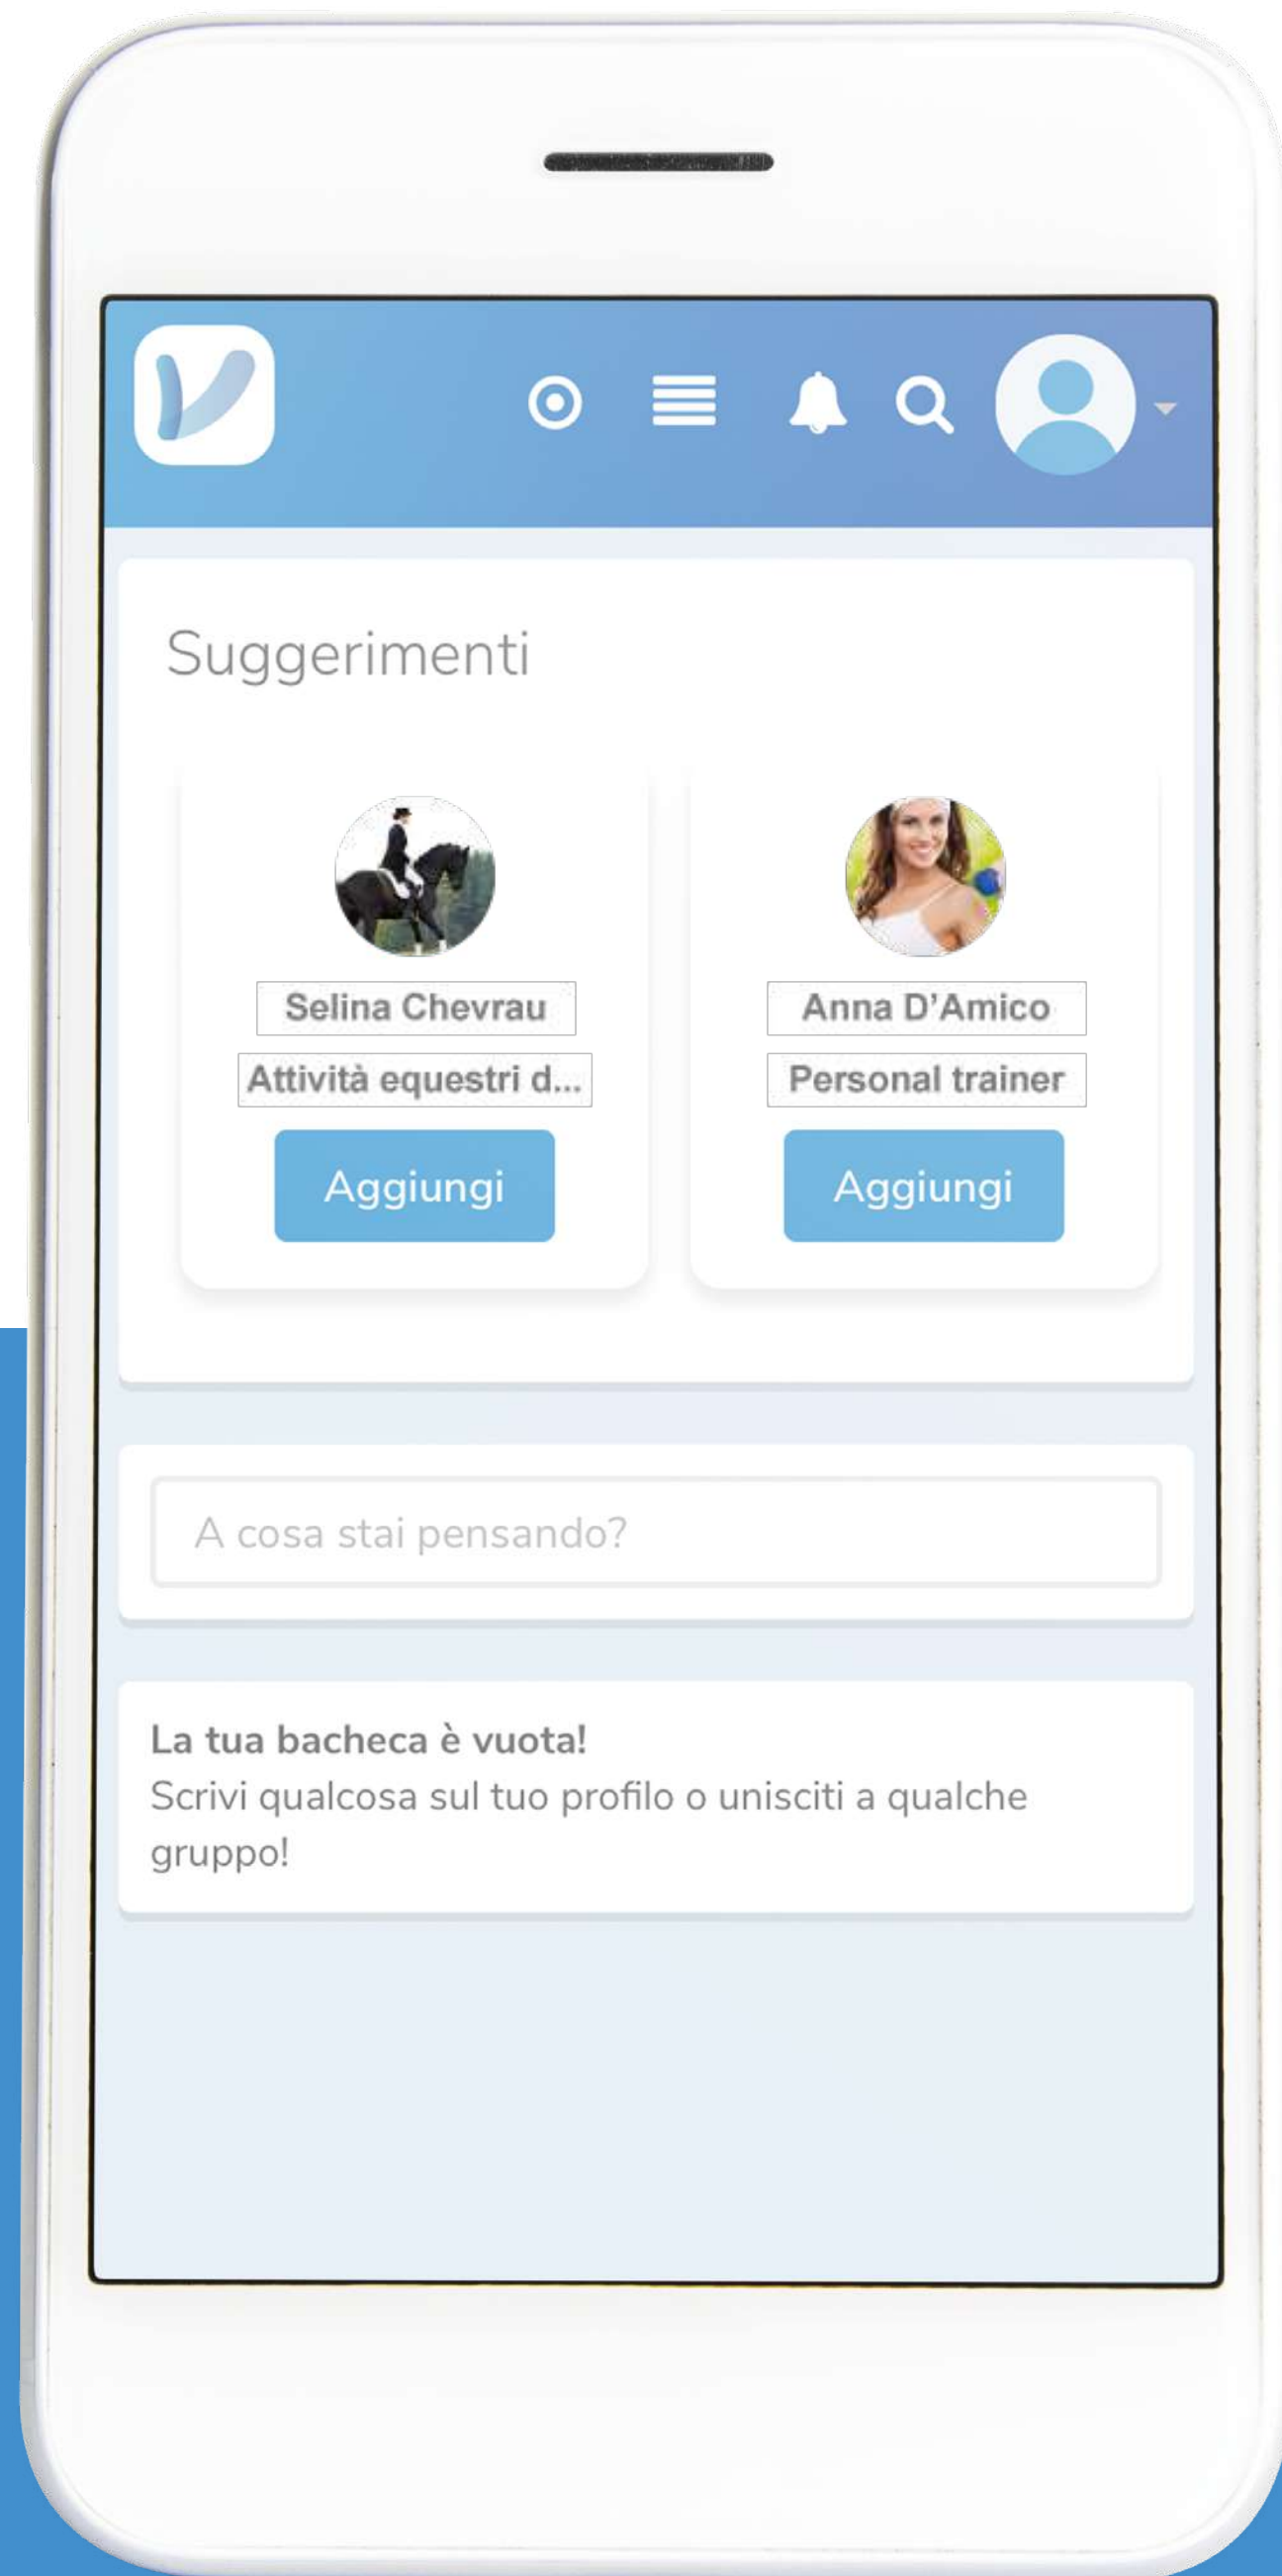 Suggerimenti
Selina Chevrau
Attività equestri d...
Aggiungi
Anna D'Amico
Personal trainer
Aggiungi
A cosa stai pensando?
La tua bacheca è vuota!
Scrivi qualcosa sul tuo profilo o unisciti a qualche
gruppo!